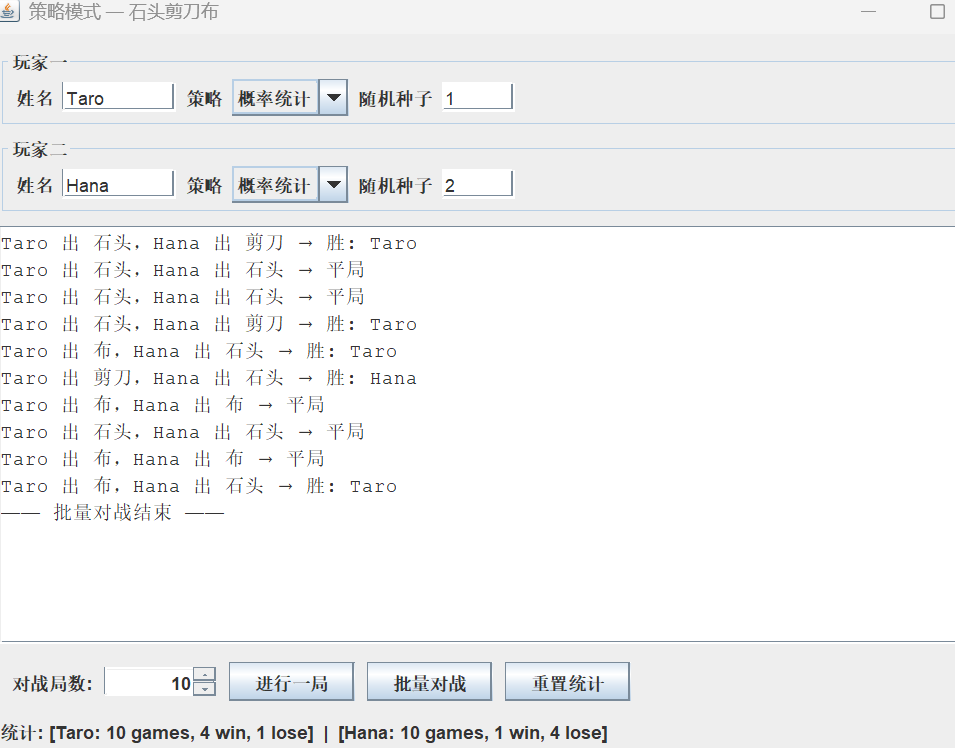 策略模式 — 石头剪刀布
玩家一
姓名 Taro 策略 概率统计 随机种子 1
玩家二
姓名 Hana 策略 概率统计 随机种子 2
Taro 出 石头，Hana 出 剪刀 → 胜: Taro
Taro 出 石头，Hana 出 石头 → 平局
Taro 出 石头，Hana 出 石头 → 平局
Taro 出 石头，Hana 出 剪刀 → 胜: Taro
Taro 出 布，Hana 出 石头 → 胜: Taro
Taro 出 剪刀，Hana 出 石头 → 胜: Hana
Taro 出 布，Hana 出 布 → 平局
Taro 出 石头，Hana 出 石头 → 平局
Taro 出 布，Hana 出 布 → 平局
Taro 出 布，Hana 出 石头 → 胜: Taro
—— 批量对战结束 ——
对战局数: 10 进行一局 批量对战 重置统计
统计: [Taro: 10 games, 4 win, 1 lose] | [Hana: 10 games, 1 win, 4 lose]